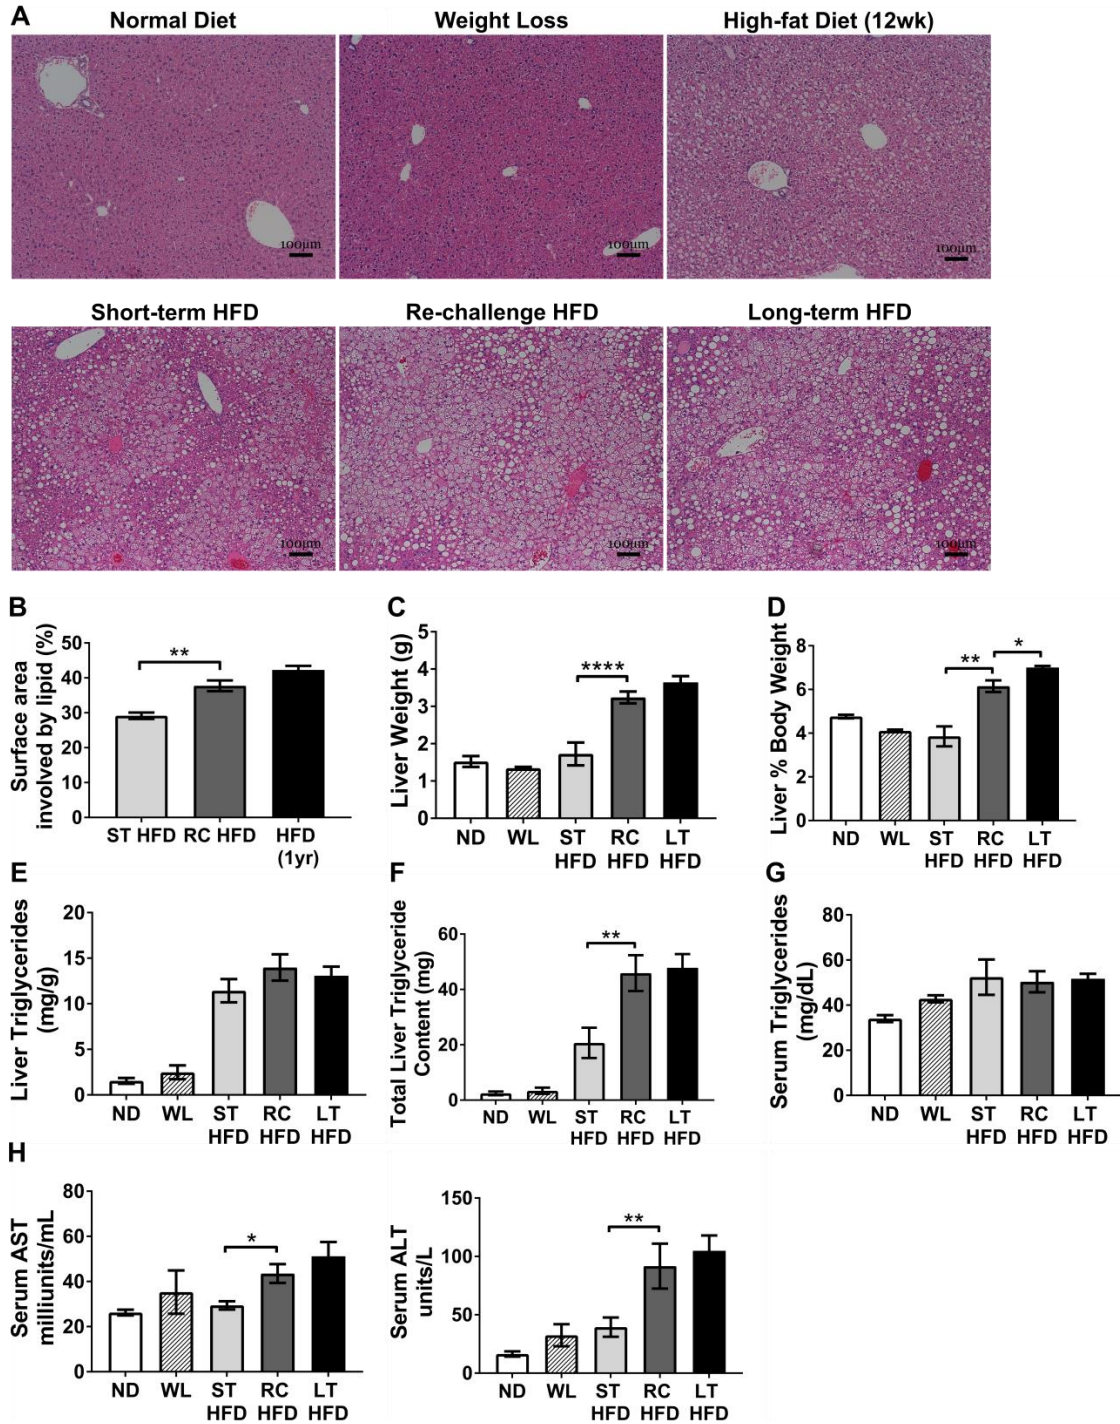 A
Normal Diet
Weight Loss
High-fat Diet (12wk)
100µm
100µm
100µm
Short-term HFD
Re-challenge HFD
Long-term HFD
100µm
100µm
100µm
B
Surface area
involved by lipid (%)
50
40
30
20
10
0
**
ST HFD
RC HFD
HFD
(1yr)
C
Liver Weight (g)
5
4
3
2
1
0
****
ND
WL
ST
HFD
RC
HFD
LT
HFD
D
Liver % Body Weight
8
6
4
2
0
**
*
ND
WL
ST
HFD
RC
HFD
LT
HFD
E
Liver Triglycerides
(mg/g)
20
15
10
5
0
ND
WL
ST
HFD
RC
HFD
LT
HFD
F
Total Liver Triglyceride
Content (mg)
60
40
20
0
**
ND
WL
ST
HFD
RC
HFD
LT
HFD
G
Serum Triglycerides
(mg/dL)
80
60
40
20
0
ND
WL
ST
HFD
RC
HFD
LT
HFD
H
Serum AST
milliunits/mL
80
60
40
20
0
*
ND
WL
ST
HFD
RC
HFD
LT
HFD
Serum ALT
units/L
150
100
50
0
**
ND
WL
ST
HFD
RC
HFD
LT
HFD